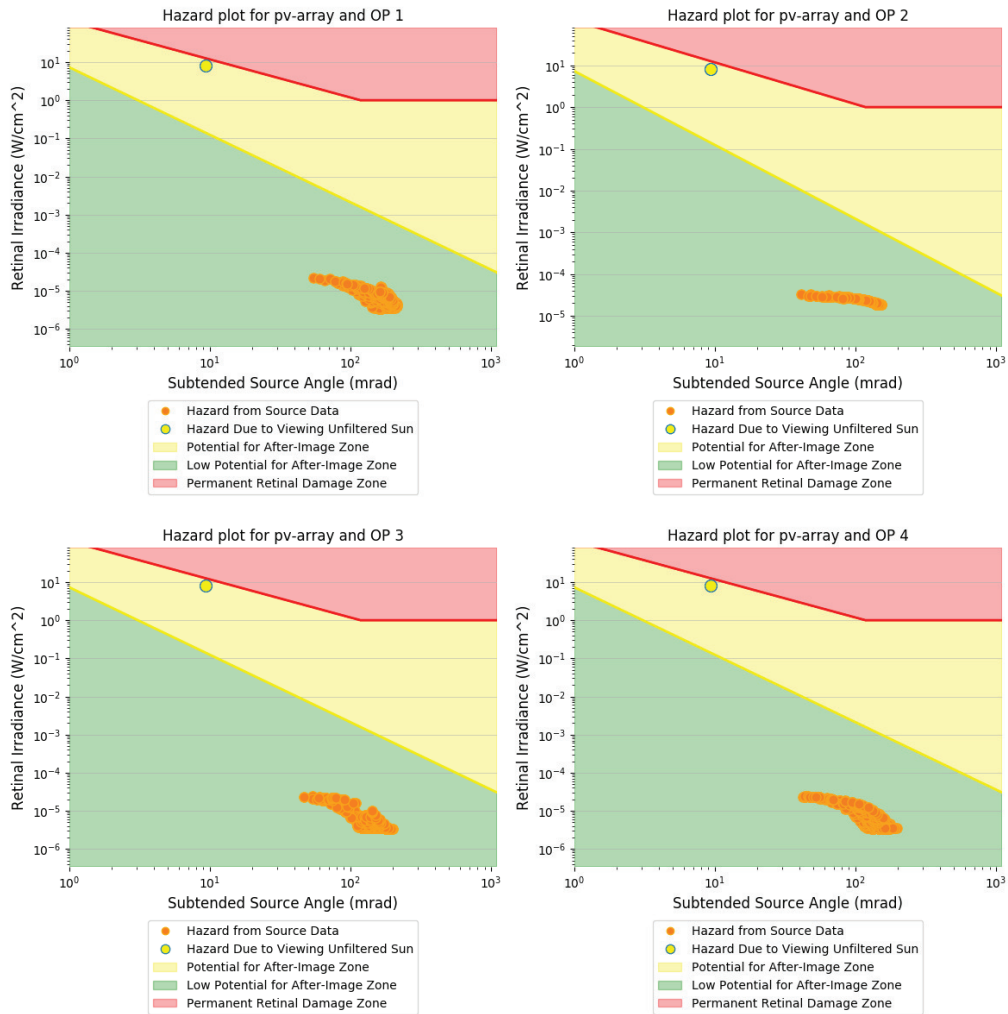 Hazard plot for pv-array and OP 1
Retinal Irradiance (W/cm^2)
10^1
10^0
10^-1
10^-2
10^-3
10^-4
10^-5
10^-6
10^0 10^1 10^2 10^3
Subtended Source Angle (mrad)
Hazard from Source Data
Hazard Due to Viewing Unfiltered Sun
Potential for After-Image Zone
Low Potential for After-Image Zone
Permanent Retinal Damage Zone
Hazard plot for pv-array and OP 2
Retinal Irradiance (W/cm^2)
10^1
10^0
10^-1
10^-2
10^-3
10^-4
10^-5
10^0 10^1 10^2 10^3
Subtended Source Angle (mrad)
Hazard from Source Data
Hazard Due to Viewing Unfiltered Sun
Potential for After-Image Zone
Low Potential for After-Image Zone
Permanent Retinal Damage Zone
Hazard plot for pv-array and OP 3
Retinal Irradiance (W/cm^2)
10^1
10^0
10^-1
10^-2
10^-3
10^-4
10^-5
10^-6
10^0 10^1 10^2 10^3
Subtended Source Angle (mrad)
Hazard from Source Data
Hazard Due to Viewing Unfiltered Sun
Potential for After-Image Zone
Low Potential for After-Image Zone
Permanent Retinal Damage Zone
Hazard plot for pv-array and OP 4
Retinal Irradiance (W/cm^2)
10^1
10^0
10^-1
10^-2
10^-3
10^-4
10^-5
10^-6
10^0 10^1 10^2 10^3
Subtended Source Angle (mrad)
Hazard from Source Data
Hazard Due to Viewing Unfiltered Sun
Potential for After-Image Zone
Low Potential for After-Image Zone
Permanent Retinal Damage Zone